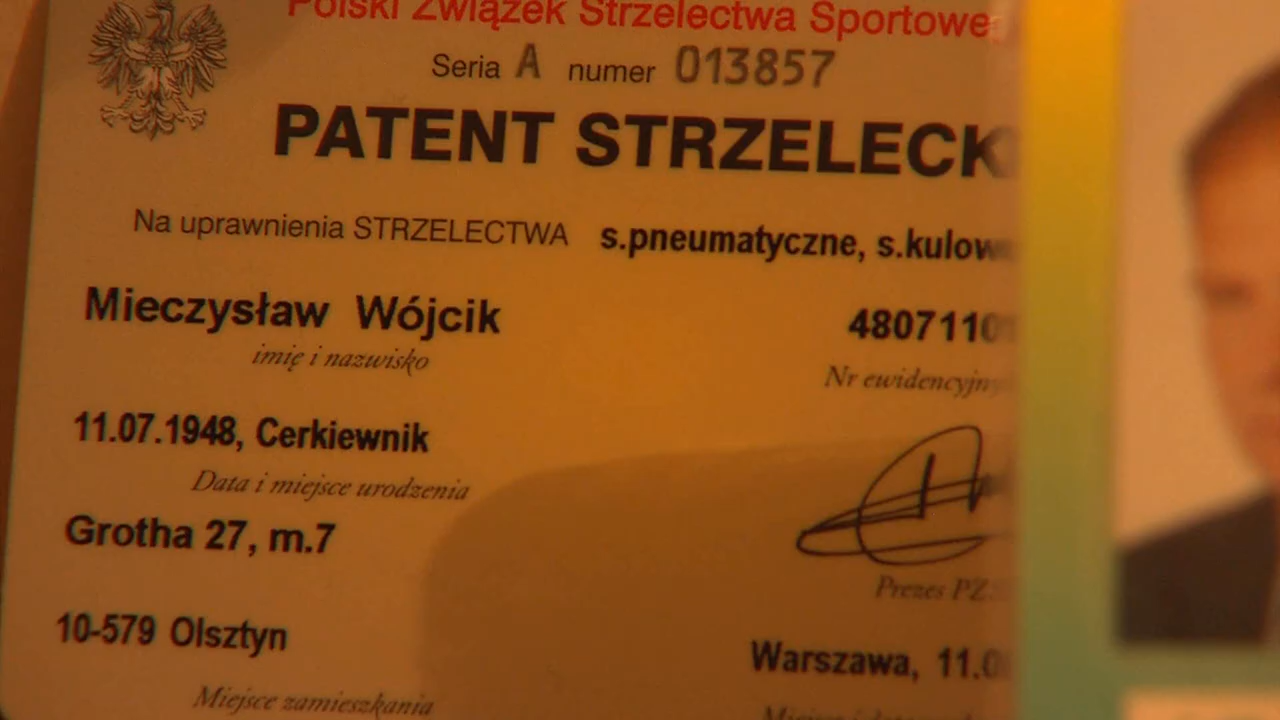 Polski Związek Strzelectwa Sportowe
Seria A numer 013857
PATENT STRZELECK
Na uprawnienia STRZELECTWA s.pneumatyczne, s.kulow
Mieczysław Wójcik 4807110
imię i nazwisko Nr ewidencyjny
11.07.1948, Cerkiewnik
Data i miejsce urodzenia
Grotha 27, m.7
Prezes PZ
10-579 Olsztyn
Warszawa, 11.0
Miejsce zamieszkania